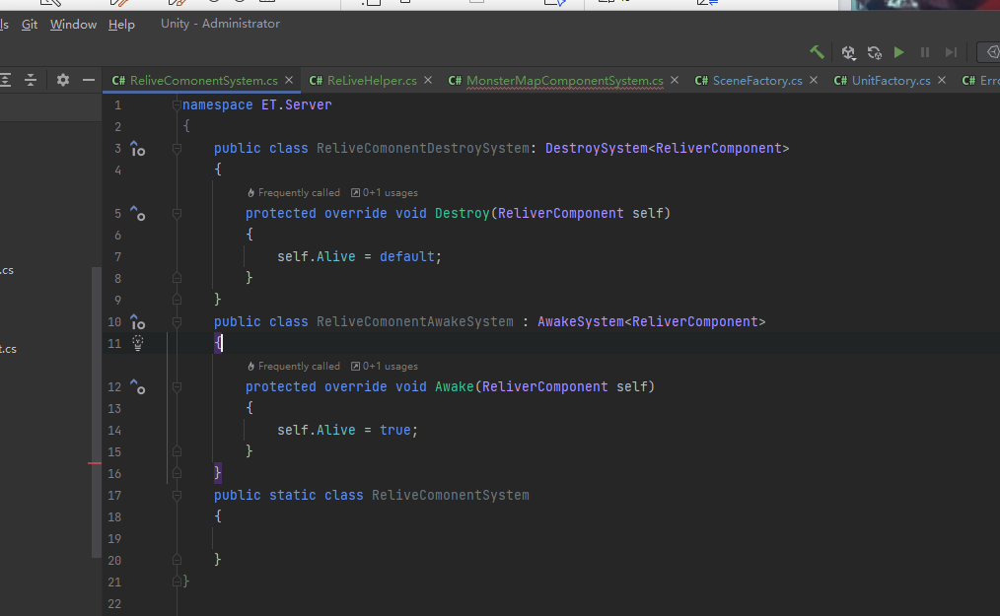 ls Git Window Help Unity - Administrator
C# ReliveComonentSystem.cs × C# ReLiveHelper.cs × C# MonsterMapComponentSystem.cs × C# SceneFactory.cs × C# UnitFactory.cs × C# Erro
1 namespace ET.Server
2 {
3 public class ReliveComonentDestroySystem: DestroySystem<ReliverComponent>
4 {
Frequently called 0+1 usages
5 protected override void Destroy(ReliverComponent self)
6 {
7 self.Alive = default;
8 }
9 }
10 public class ReliveComonentAwakeSystem : AwakeSystem<ReliverComponent>
11 {
Frequently called 0+1 usages
12 protected override void Awake(ReliverComponent self)
13 {
14 self.Alive = true;
15 }
16 }
17 public static class ReliveComonentSystem
18 {
19
20 }
21 }
22
.cs
t.cs